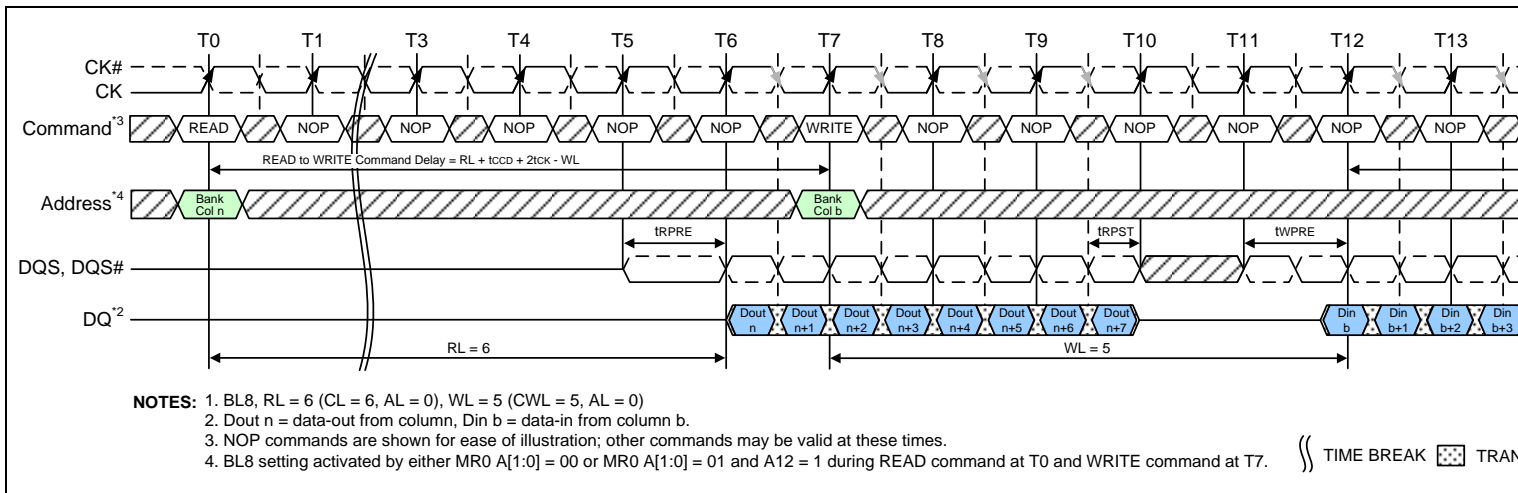 T0 T1 T3 T4 T5 T6 T7 T8 T9 T10 T11 T12 T13
CK#
CK
Command*3 READ NOP NOP NOP NOP NOP WRITE NOP NOP NOP NOP NOP NOP
READ to WRITE Command Delay = RL + tCCD + 2tCK - WL
Address*4 Bank Col n Bank Col b
tRPRE tRPST tWPRE
DQS, DQS#
DQ*2
Dout n Dout n+1 Dout n+2 Dout n+3 Dout n+4 Dout n+5 Dout n+6 Dout n+7 Din b Din b+1 Din b+2 Din b+3
RL = 6 WL = 5
NOTES: 1. BL8, RL = 6 (CL = 6, AL = 0), WL = 5 (CWL = 5, AL = 0)
2. Dout n = data-out from column, Din b = data-in from column b.
3. NOP commands are shown for ease of illustration; other commands may be valid at these times.
4. BL8 setting activated by either MR0 A[1:0] = 00 or MR0 A[1:0] = 01 and A12 = 1 during READ command at T0 and WRITE command at T7.
TIME BREAK TRAN